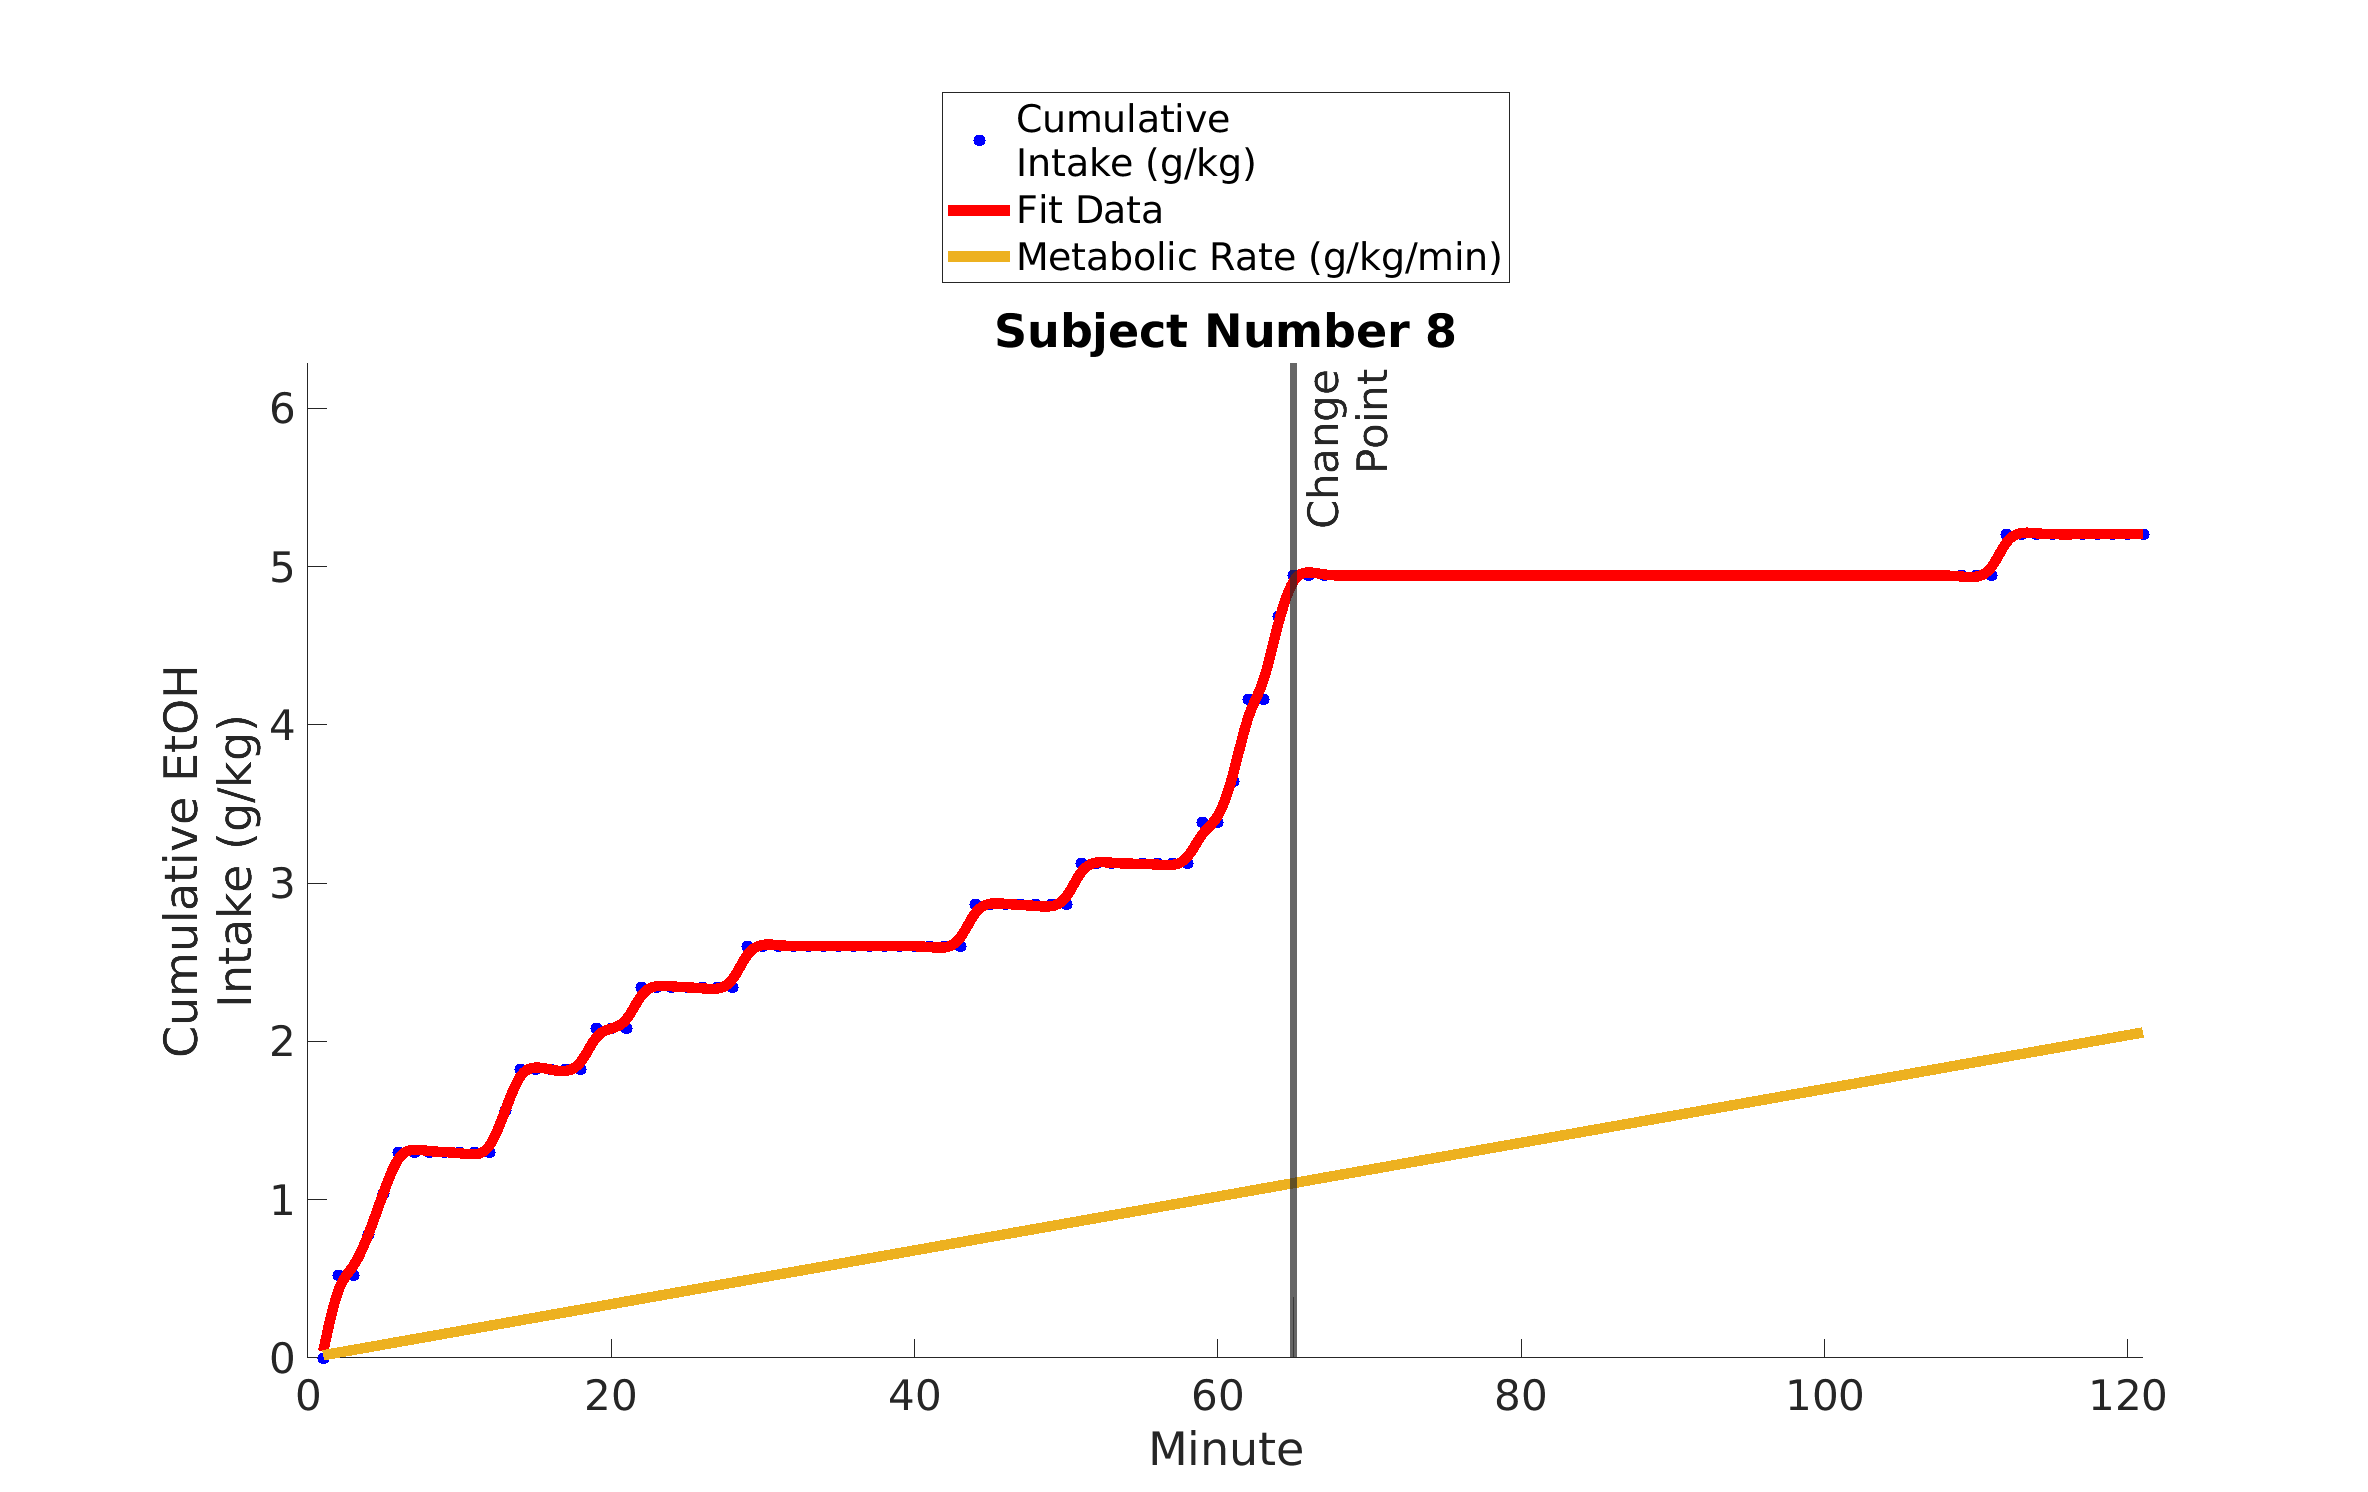 Cumulative
Intake (g/kg)
Fit Data
Metabolic Rate (g/kg/min)
Subject Number 8
Change
Point
Cumulative EtOH
Intake (g/kg)
6
5
4
3
2
1
0
0 20 40 60 80 100 120
Minute